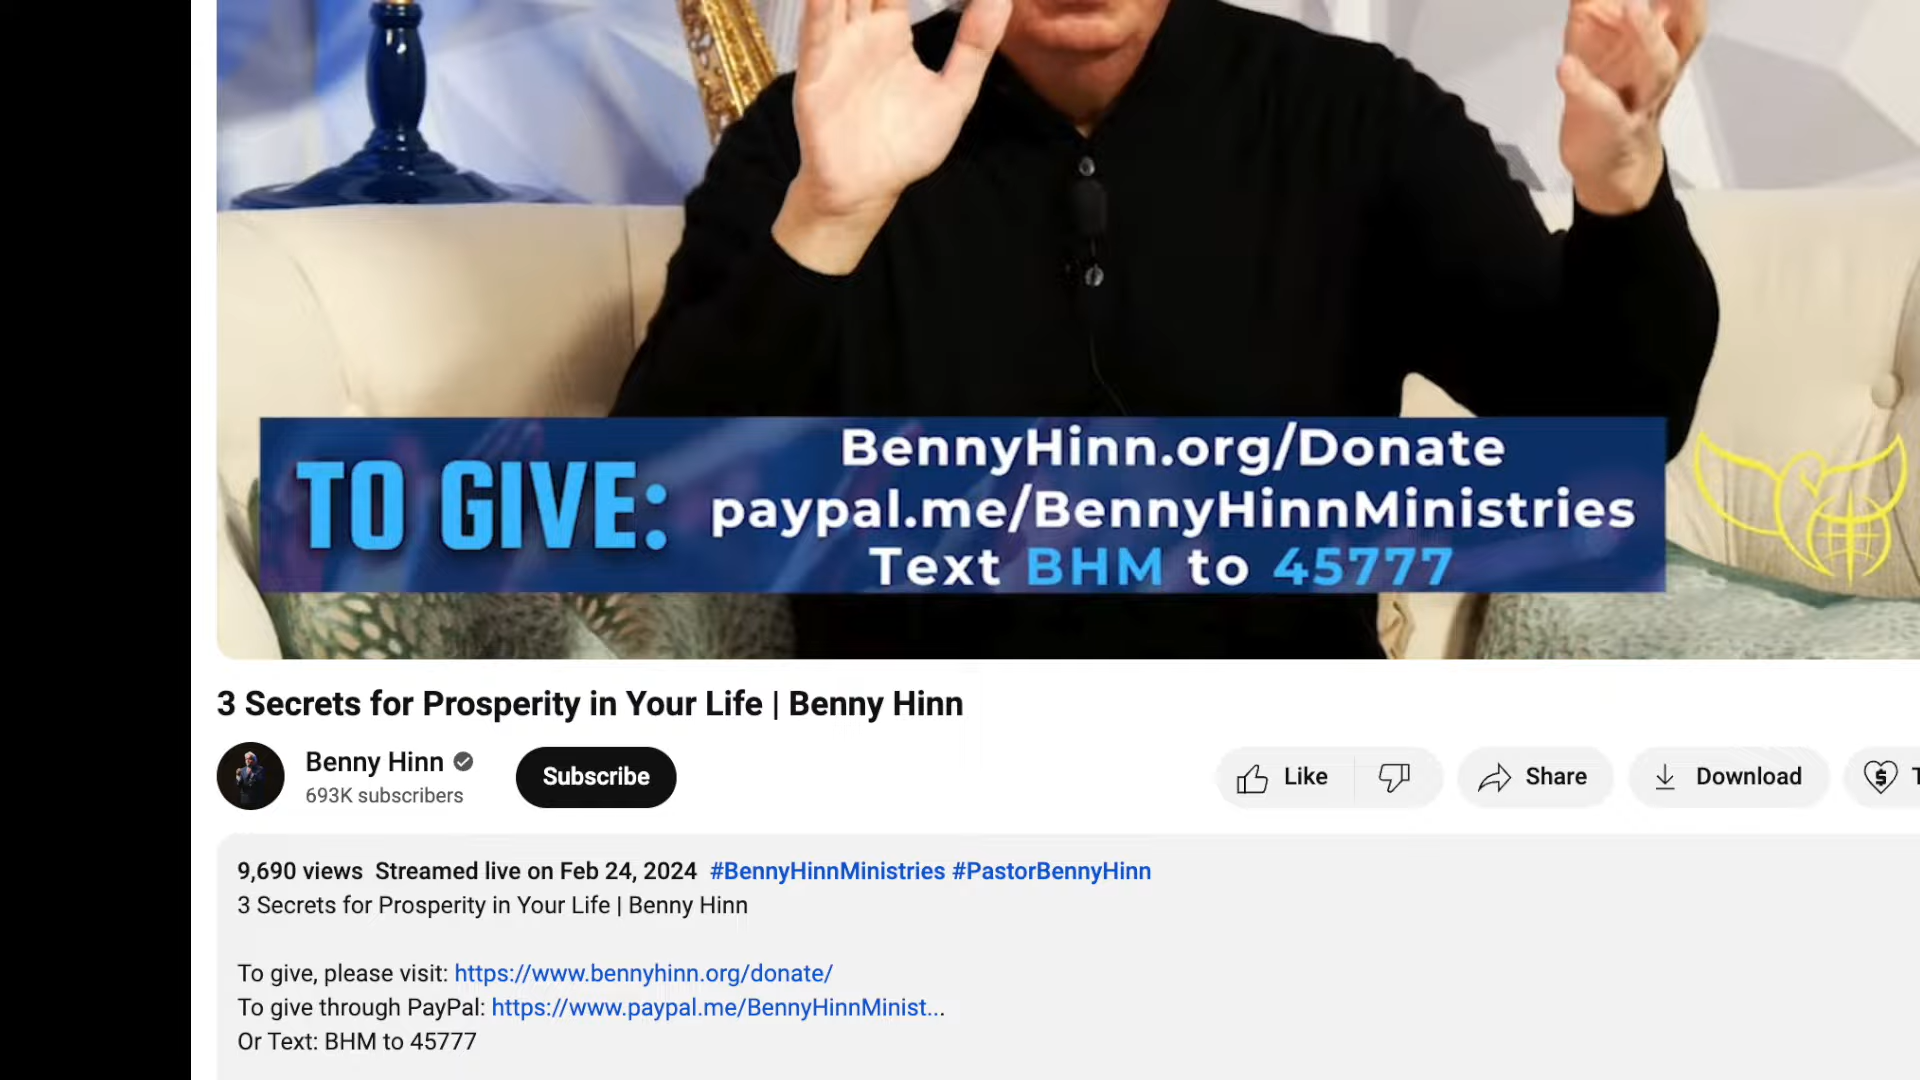 TO GIVE:
BennyHinn.org/Donate
paypal.me/BennyHinnMinistries
Text BHM to 45777
3 Secrets for Prosperity in Your Life | Benny Hinn
Benny Hinn
693K subscribers
Subscribe
Like
Share
Download
9,690 views Streamed live on Feb 24, 2024 #BennyHinnMinistries #PastorBennyHinn
3 Secrets for Prosperity in Your Life | Benny Hinn
To give, please visit: https://www.bennyhinn.org/donate/
To give through PayPal: https://www.paypal.me/BennyHinnMinist...
Or Text: BHM to 45777